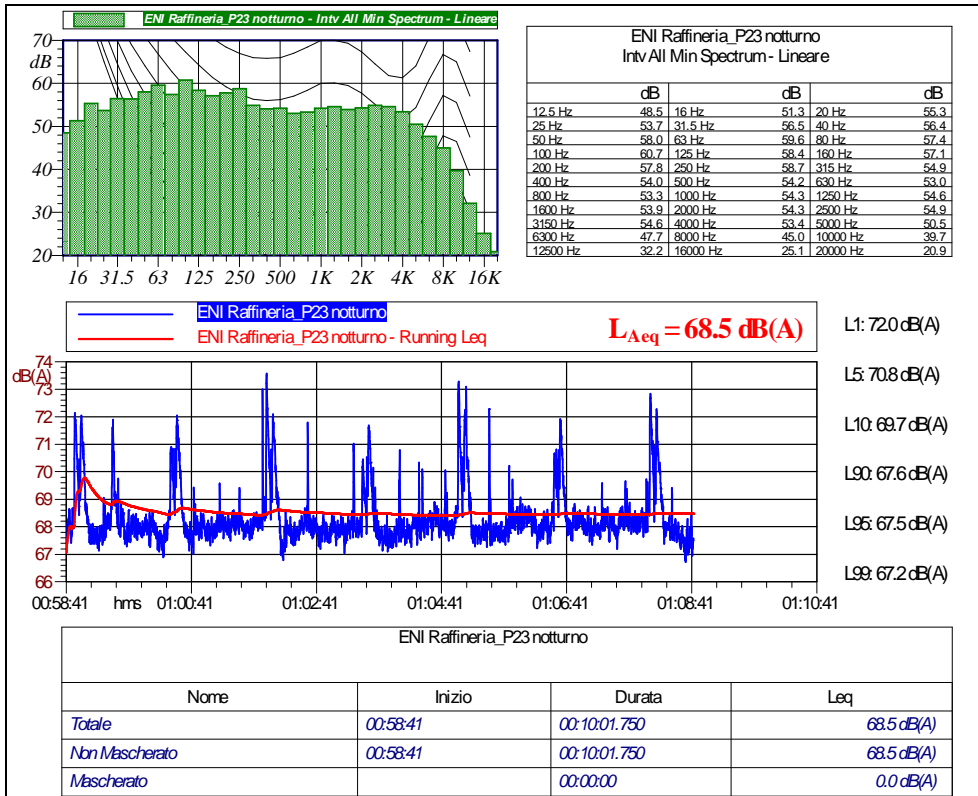 ENI Raffineria_P23 notturno - Intv All Min Spectrum - Lineare
70
dB
60
50
40
30
20
16 31.5 63 125 250 500 1K 2K 4K 8K 16K
ENI Raffineria_P23 notturno
Intv All Min Spectrum - Lineare
dB dB dB
12.5 Hz 48.5 16 Hz 51.3 20 Hz 55.3
25 Hz 53.7 31.5 Hz 56.5 40 Hz 56.4
50 Hz 58.0 63 Hz 59.6 80 Hz 57.4
100 Hz 60.7 125 Hz 58.4 160 Hz 57.1
200 Hz 57.8 250 Hz 58.7 315 Hz 54.9
400 Hz 54.0 500 Hz 54.2 630 Hz 53.0
800 Hz 53.3 1000 Hz 54.3 1250 Hz 54.6
1600 Hz 53.9 2000 Hz 54.3 2500 Hz 54.9
3150 Hz 54.6 4000 Hz 53.4 5000 Hz 50.5
6300 Hz 47.7 8000 Hz 45.0 10000 Hz 39.7
12500 Hz 32.2 16000 Hz 25.1 20000 Hz 20.9
ENI Raffineria_P23 notturno
ENI Raffineria_P23 notturno - Running Leq
LAeq = 68.5 dB(A)
L1: 72.0 dB(A)
L5: 70.8 dB(A)
L10: 69.7 dB(A)
L90: 67.6 dB(A)
L95: 67.5 dB(A)
L99: 67.2 dB(A)
74
dB(A)
73
72
71
70
69
68
67
66
00:58:41 hms 01:00:41 01:02:41 01:04:41 01:06:41 01:08:41 01:10:41
ENI Raffineria_P23 notturno
Nome Inizio Durata Leq
Totale 00:58:41 00:10:01.750 68.5 dB(A)
Non Mascherato 00:58:41 00:10:01.750 68.5 dB(A)
Mascherato 00:00:00 0.0 dB(A)